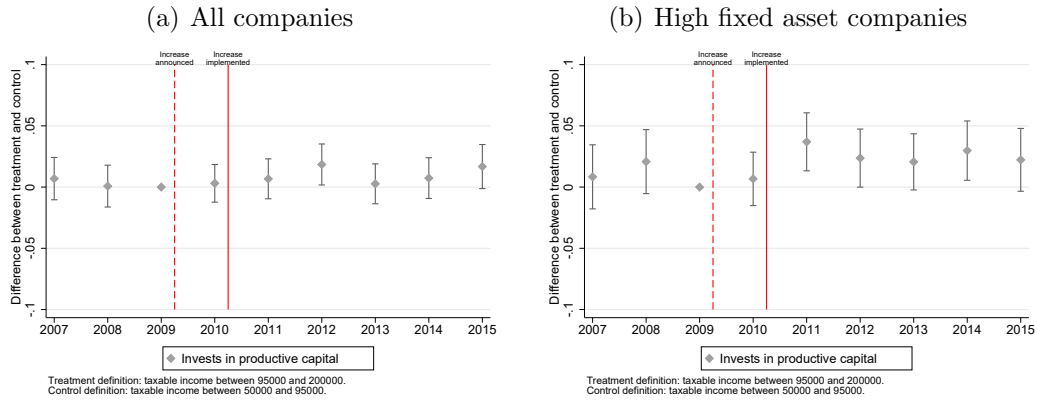 (a) All companies
Increase announced
Increase implemented
Difference between treatment and control
.1
.05
0
-.05
-.1
2007 2008 2009 2010 2011 2012 2013 2014 2015
Invests in productive capital
Treatment definition: taxable income between 95000 and 200000.
Control definition: taxable income between 50000 and 95000.
(b) High fixed asset companies
Increase announced
Increase implemented
Difference between treatment and control
.1
.05
0
-.05
-.1
2007 2008 2009 2010 2011 2012 2013 2014 2015
Invests in productive capital
Treatment definition: taxable income between 95000 and 200000.
Control definition: taxable income between 50000 and 95000.